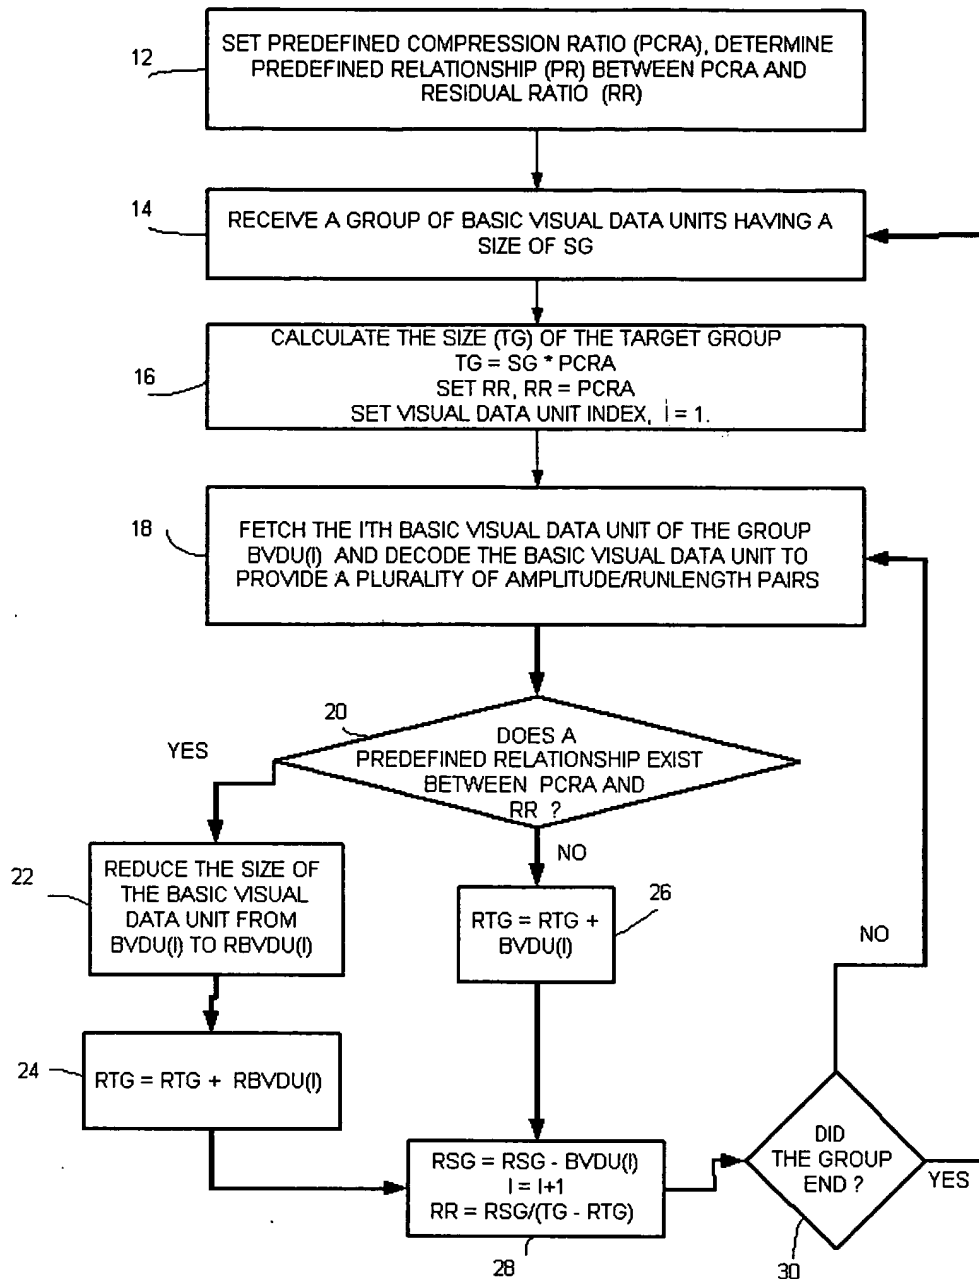 12
SET PREDEFINED COMPRESSION RATIO (PCRA), DETERMINE
PREDEFINED RELATIONSHIP (PR) BETWEEN PCRA AND
RESIDUAL RATIO (RR)
14
RECEIVE A GROUP OF BASIC VISUAL DATA UNITS HAVING A
SIZE OF SG
16
CALCULATE THE SIZE (TG) OF THE TARGET GROUP
TG = SG * PCRA
SET RR, RR = PCRA
SET VISUAL DATA UNIT INDEX, I = 1.
18
FETCH THE I'TH BASIC VISUAL DATA UNIT OF THE GROUP
BVDU(I) AND DECODE THE BASIC VISUAL DATA UNIT TO
PROVIDE A PLURALITY OF AMPLITUDE/RUNLENGTH PAIRS
20
DOES A
PREDEFINED RELATIONSHIP EXIST
BETWEEN PCRA AND
RR ?
YES
NO
22
REDUCE THE SIZE OF
THE BASIC VISUAL
DATA UNIT FROM
BVDU(I) TO RBVDU(I)
26
RTG = RTG +
BVDU(I)
NO
24
RTG = RTG + RBVDU(I)
RSG = RSG - BVDU(I)
I = I+1
RR = RSG/(TG - RTG)
28
DID
THE GROUP
END ?
YES
30